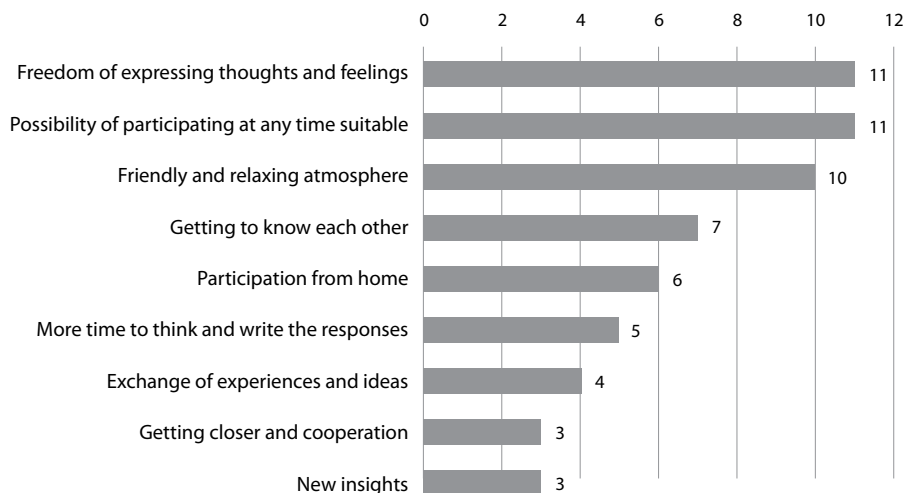 0 2 4 6 8 10 12
Freedom of expressing thoughts and feelings 11
Possibility of participating at any time suitable 11
Friendly and relaxing atmosphere 10
Getting to know each other 7
Participation from home 6
More time to think and write the responses 5
Exchange of experiences and ideas 4
Getting closer and cooperation 3
New insights 3